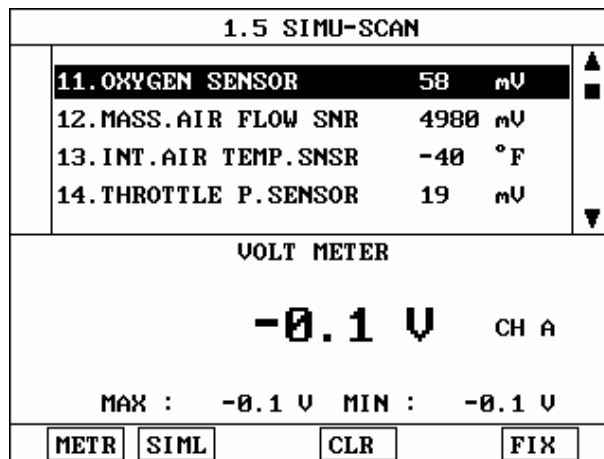 1.5 SIMU-SCAN
11.OXYGEN SENSOR 58 mV
12.MASS.AIR FLOW SNR 4980 mV
13.INT.AIR TEMP.SNSR -40 °F
14.THROTTLE P.SENSOR 19 mV
VOLT METER
-0.1 V CH A
MAX : -0.1 V MIN : -0.1 V
METR SIML CLR FIX